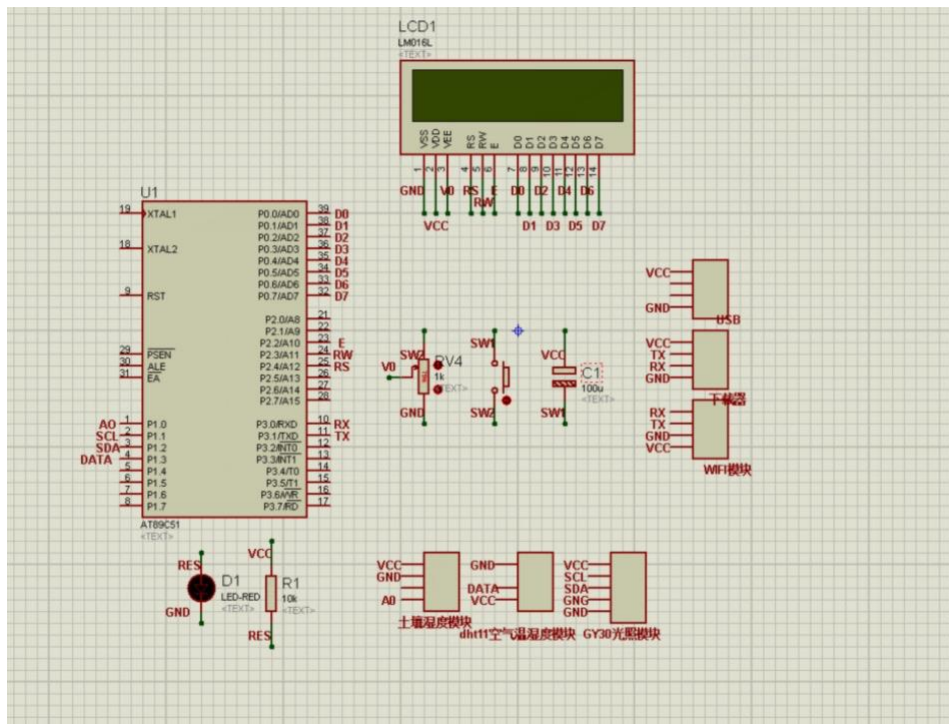 LCD1
LM016L
<TEXT>
VSS VDD VEE RS RW E D0 D1 D2 D3 D4 D5 D6 D7
1 2 3 4 5 6 7 8 9 10 11 12 13 14
GND V0 RS E D0 D2 D4 D6
RW
VCC D1 D3 D5 D7
U1
19 XTAL1 P0.0/AD0 39 D0
P0.1/AD1 38 D1
P0.2/AD2 37 D2
18 XTAL2 P0.3/AD3 36 D3
P0.4/AD4 35 D4
P0.5/AD5 34 D5
P0.6/AD6 33 D6
9 RST P0.7/AD7 32 D7
P2.0/A8 21
P2.1/A9 22
P2.2/A10 23 E
29 PSEN P2.3/A11 24 RW
30 ALE P2.4/A12 25 RS
31 EA P2.5/A13 26
P2.6/A14 27
P2.7/A15 28
A0 1 P1.0 P3.0/RXD 10 RX
SCL 2 P1.1 P3.1/TXD 11 TX
SDA 3 P1.2 P3.2/INT0 12
DATA 4 P1.3 P3.3/INT1 13
5 P1.4 P3.4/T0 14
6 P1.5 P3.5/T1 15
7 P1.6 P3.6/WR 16
8 P1.7 P3.7/RD 17
AT89C51
<TEXT>
SW2
RV4
V0
1k
<TEXT>
GND
SW1
SW2
VCC
C1
100u
<TEXT>
SW1
VCC
GND
USB
VCC
TX
RX
GND
下载器
RX
TX
GND
VCC
WIFI模块
RES
D1
LED-RED
<TEXT>
GND
VCC
R1
10k
<TEXT>
RES
VCC
GND
A0
土壤湿度模块
GND
DATA
VCC
dht11空气温湿度模块
VCC
SCL
SDA
GNG
GND
GY30光照模块